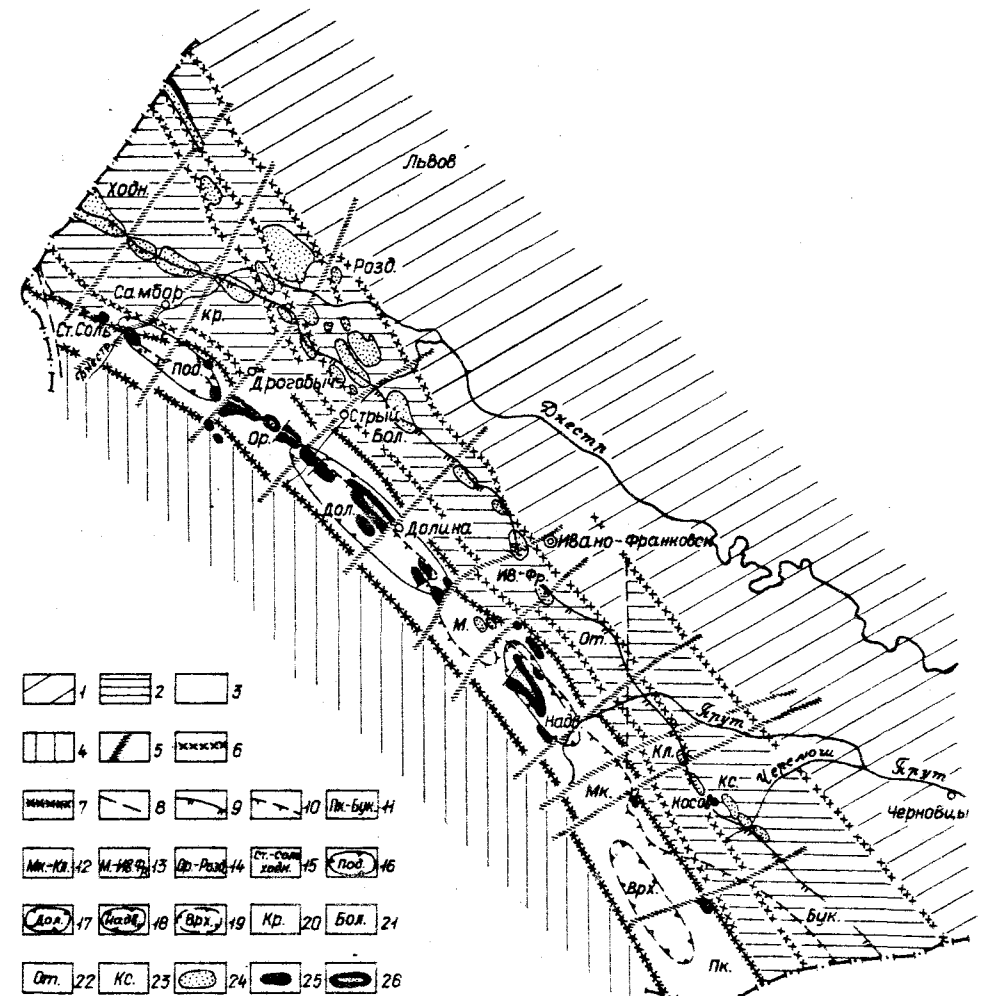 Львов
Ходн.
Розд.
Самбор
Кр.
Ст.Соль
Днестр
Под.
Дрогобыч
Стрый
Ор.
Бол.
Днестр
Дол.
Долина
Ивано-Франковск
Ив.-Фр.
М.
От.
Надв.
Прут
Кл.
Черемош
Кс.
Прут
Мк.
Косов
Черновцы
Врх.
Бук.
Пк.
1 2 3
4 5 6
7 8 9 10 Пк-Бук. 11
Мк-Кл. 12 М.-Ив.Фр. 13 Ор.-Розд. 14 Ст.-Соль Ходн. 15 Под. 16
Дол. 17 Надв. 18 Врх. 19 Кр. 20 Бол. 21
От. 22 Кс. 23 24 25 26